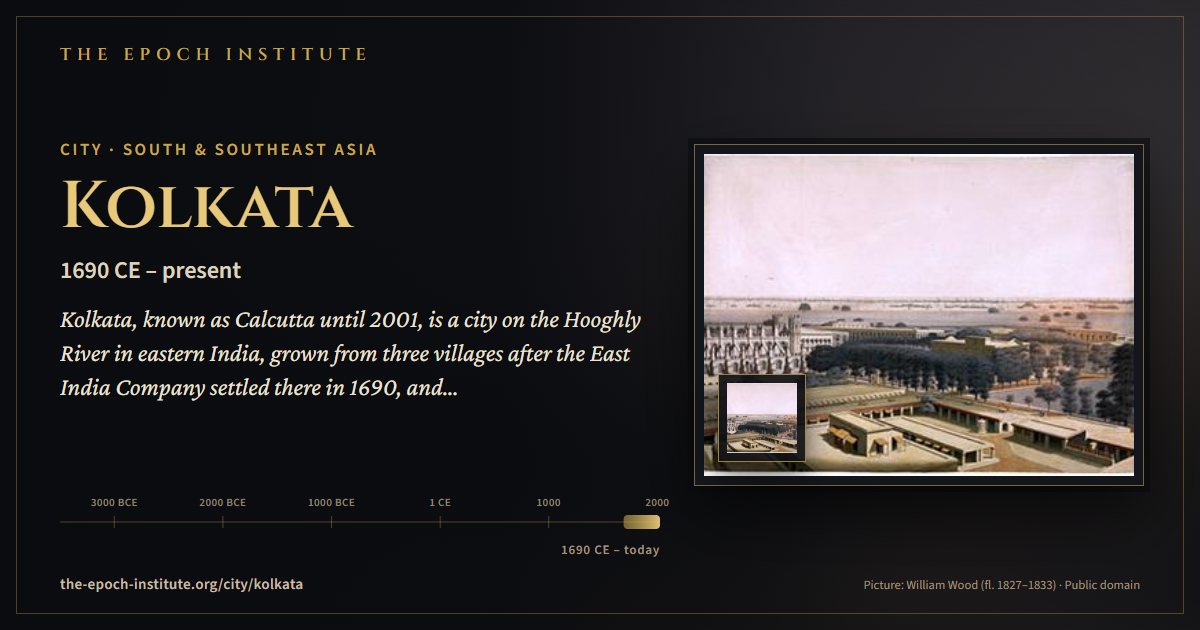 THE EPOCH INSTITUTE
CITY · SOUTH & SOUTHEAST ASIA
KOLKATA
1690 CE – present
Kolkata, known as Calcutta until 2001, is a city on the Hooghly
River in eastern India, grown from three villages after the East
India Company settled there in 1690, and...
3000 BCE 2000 BCE 1000 BCE 1 CE 1000 2000
1690 CE – today
the-epoch-institute.org/city/kolkata
Picture: William Wood (fl. 1827–1833) · Public domain